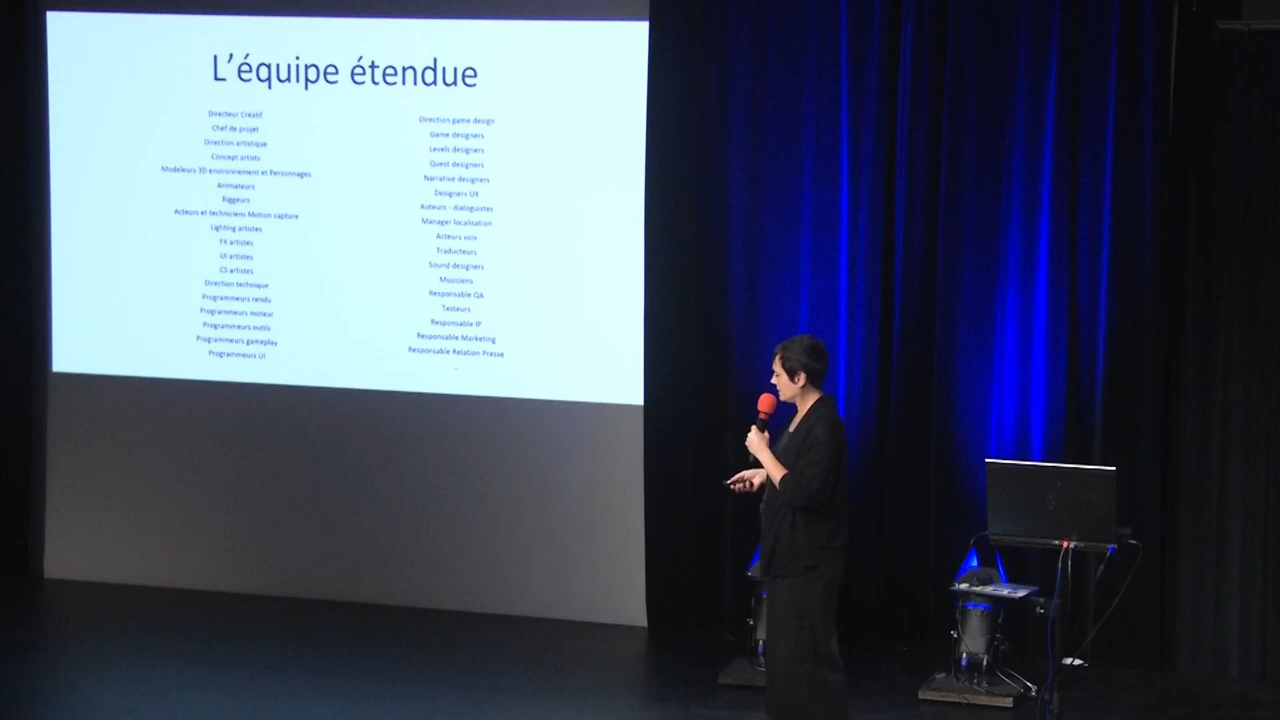 L'équipe étendue
Directeur Créatif
Chef de projet
Direction artistique
Concept artists
Modeleurs 3D environnement et Personnages
Animateurs
Riggeurs
Acteurs et techniciens Motion capture
Lighting artistes
FX artistes
UI artistes
CS artistes
Direction technique
Programmeurs rendu
Programmeurs moteur
Programmeurs outils
Programmeurs gameplay
Programmeurs UI
Direction game design
Game designers
Levels designers
Quest designers
Narrative designers
Designers UX
Auteurs - dialoguistes
Manager localisation
Acteurs voix
Traducteurs
Sound designers
Musiciens
Responsable QA
Testeurs
Responsable IP
Responsable Marketing
Responsable Relation Presse
...